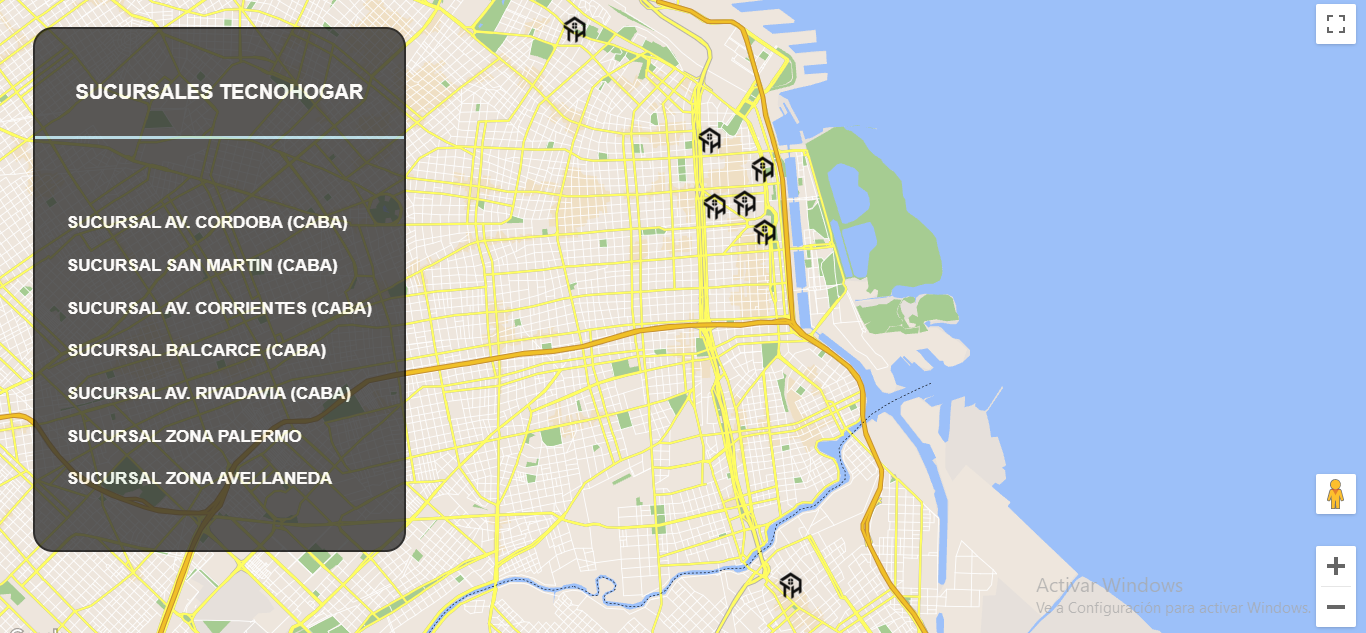 SUCURSALES TECNOHOGAR
SUCURSAL AV. CORDOBA (CABA)
SUCURSAL SAN MARTIN (CABA)
SUCURSAL AV. CORRIENTES (CABA)
SUCURSAL BALCARCE (CABA)
SUCURSAL AV. RIVADAVIA (CABA)
SUCURSAL ZONA PALERMO
SUCURSAL ZONA AVELLANEDA
Activar Windows
Ve a Configuración para activar Windows.